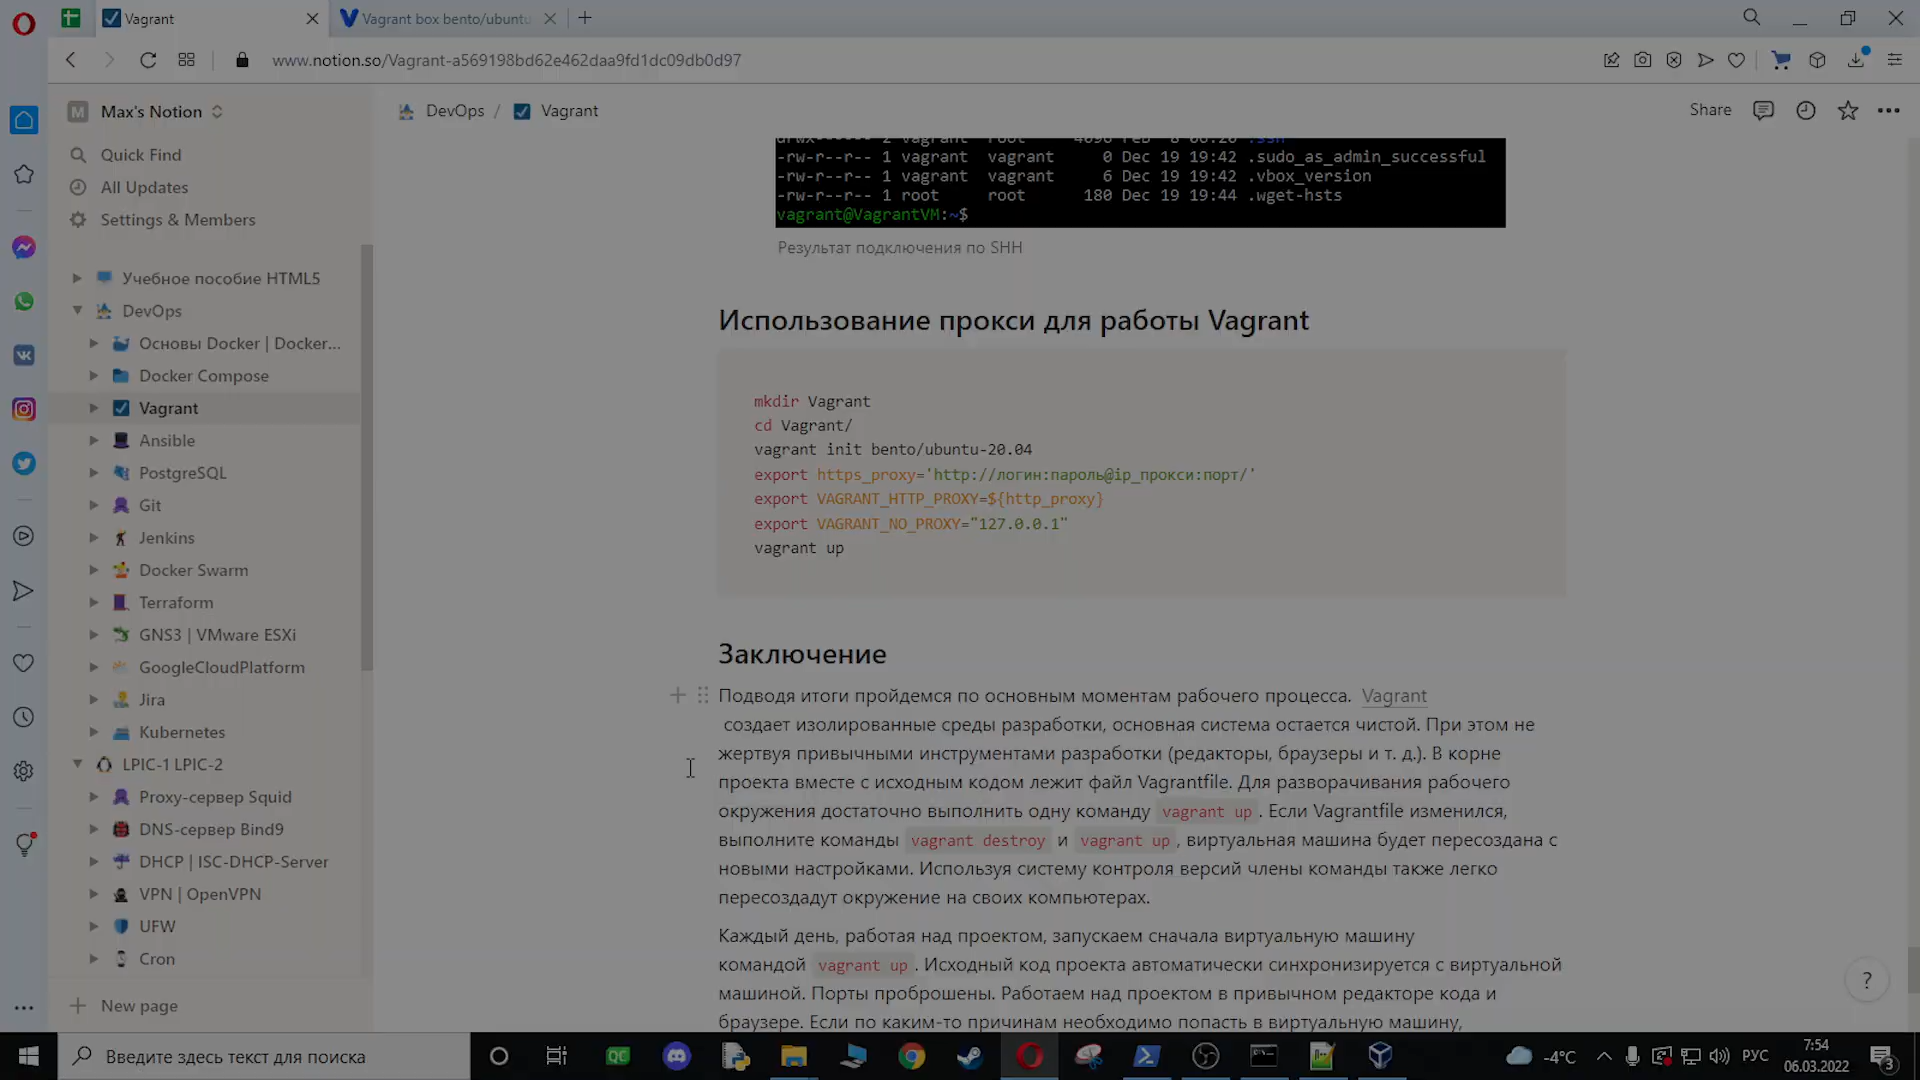 Vagrant
Vagrant box bento/ubuntu
www.notion.so/Vagrant-a569198bd62e462daa9fd1dc09db0d97
M Max's Notion
DevOps / Vagrant
Share
Quick Find
All Updates
Settings & Members
Учебное пособие HTML5
DevOps
Основы Docker | Docker...
Docker Compose
Vagrant
Ansible
PostgreSQL
Git
Jenkins
Docker Swarm
Terraform
GNS3 | VMware ESXi
GoogleCloudPlatform
Jira
Kubernetes
LPIC-1 LPIC-2
Proxy-сервер Squid
DNS-сервер Bind9
DHCP | ISC-DHCP-Server
VPN | OpenVPN
UFW
Cron
New page
drwx------ 2 vagrant root 4096 Feb 8 06:20 .ssh
-rw-r--r-- 1 vagrant vagrant 0 Dec 19 19:42 .sudo_as_admin_successful
-rw-r--r-- 1 vagrant vagrant 6 Dec 19 19:42 .vbox_version
-rw-r--r-- 1 root root 180 Dec 19 19:44 .wget-hsts
vagrant@VagrantVM:~$
Результат подключения по SHH
Использование прокси для работы Vagrant
mkdir Vagrant
cd Vagrant/
vagrant init bento/ubuntu-20.04
export https_proxy='http://логин:пароль@ip_прокси:порт/'
export VAGRANT_HTTP_PROXY=${http_proxy}
export VAGRANT_NO_PROXY="127.0.0.1"
vagrant up
Заключение
Подводя итоги пройдемся по основным моментам рабочего процесса. Vagrant
создает изолированные среды разработки, основная система остается чистой. При этом не
жертвуя привычными инструментами разработки (редакторы, браузеры и т. д.). В корне
проекта вместе с исходным кодом лежит файл Vagrantfile. Для разворачивания рабочего
окружения достаточно выполнить одну команду vagrant up. Если Vagrantfile изменился,
выполните команды vagrant destroy и vagrant up, виртуальная машина будет пересоздана с
новыми настройками. Используя систему контроля версий члены команды также легко
пересоздадут окружение на своих компьютерах.
Каждый день, работая над проектом, запускаем сначала виртуальную машину
командой vagrant up. Исходный код проекта автоматически синхронизируется с виртуальной
машиной. Порты проброшены. Работаем над проектом в привычном редакторе кода и
браузере. Если по каким-то причинам необходимо попасть в виртуальную машину,
?
Введите здесь текст для поиска
QC
-4°C
РУС
7:54
06.03.2022
3